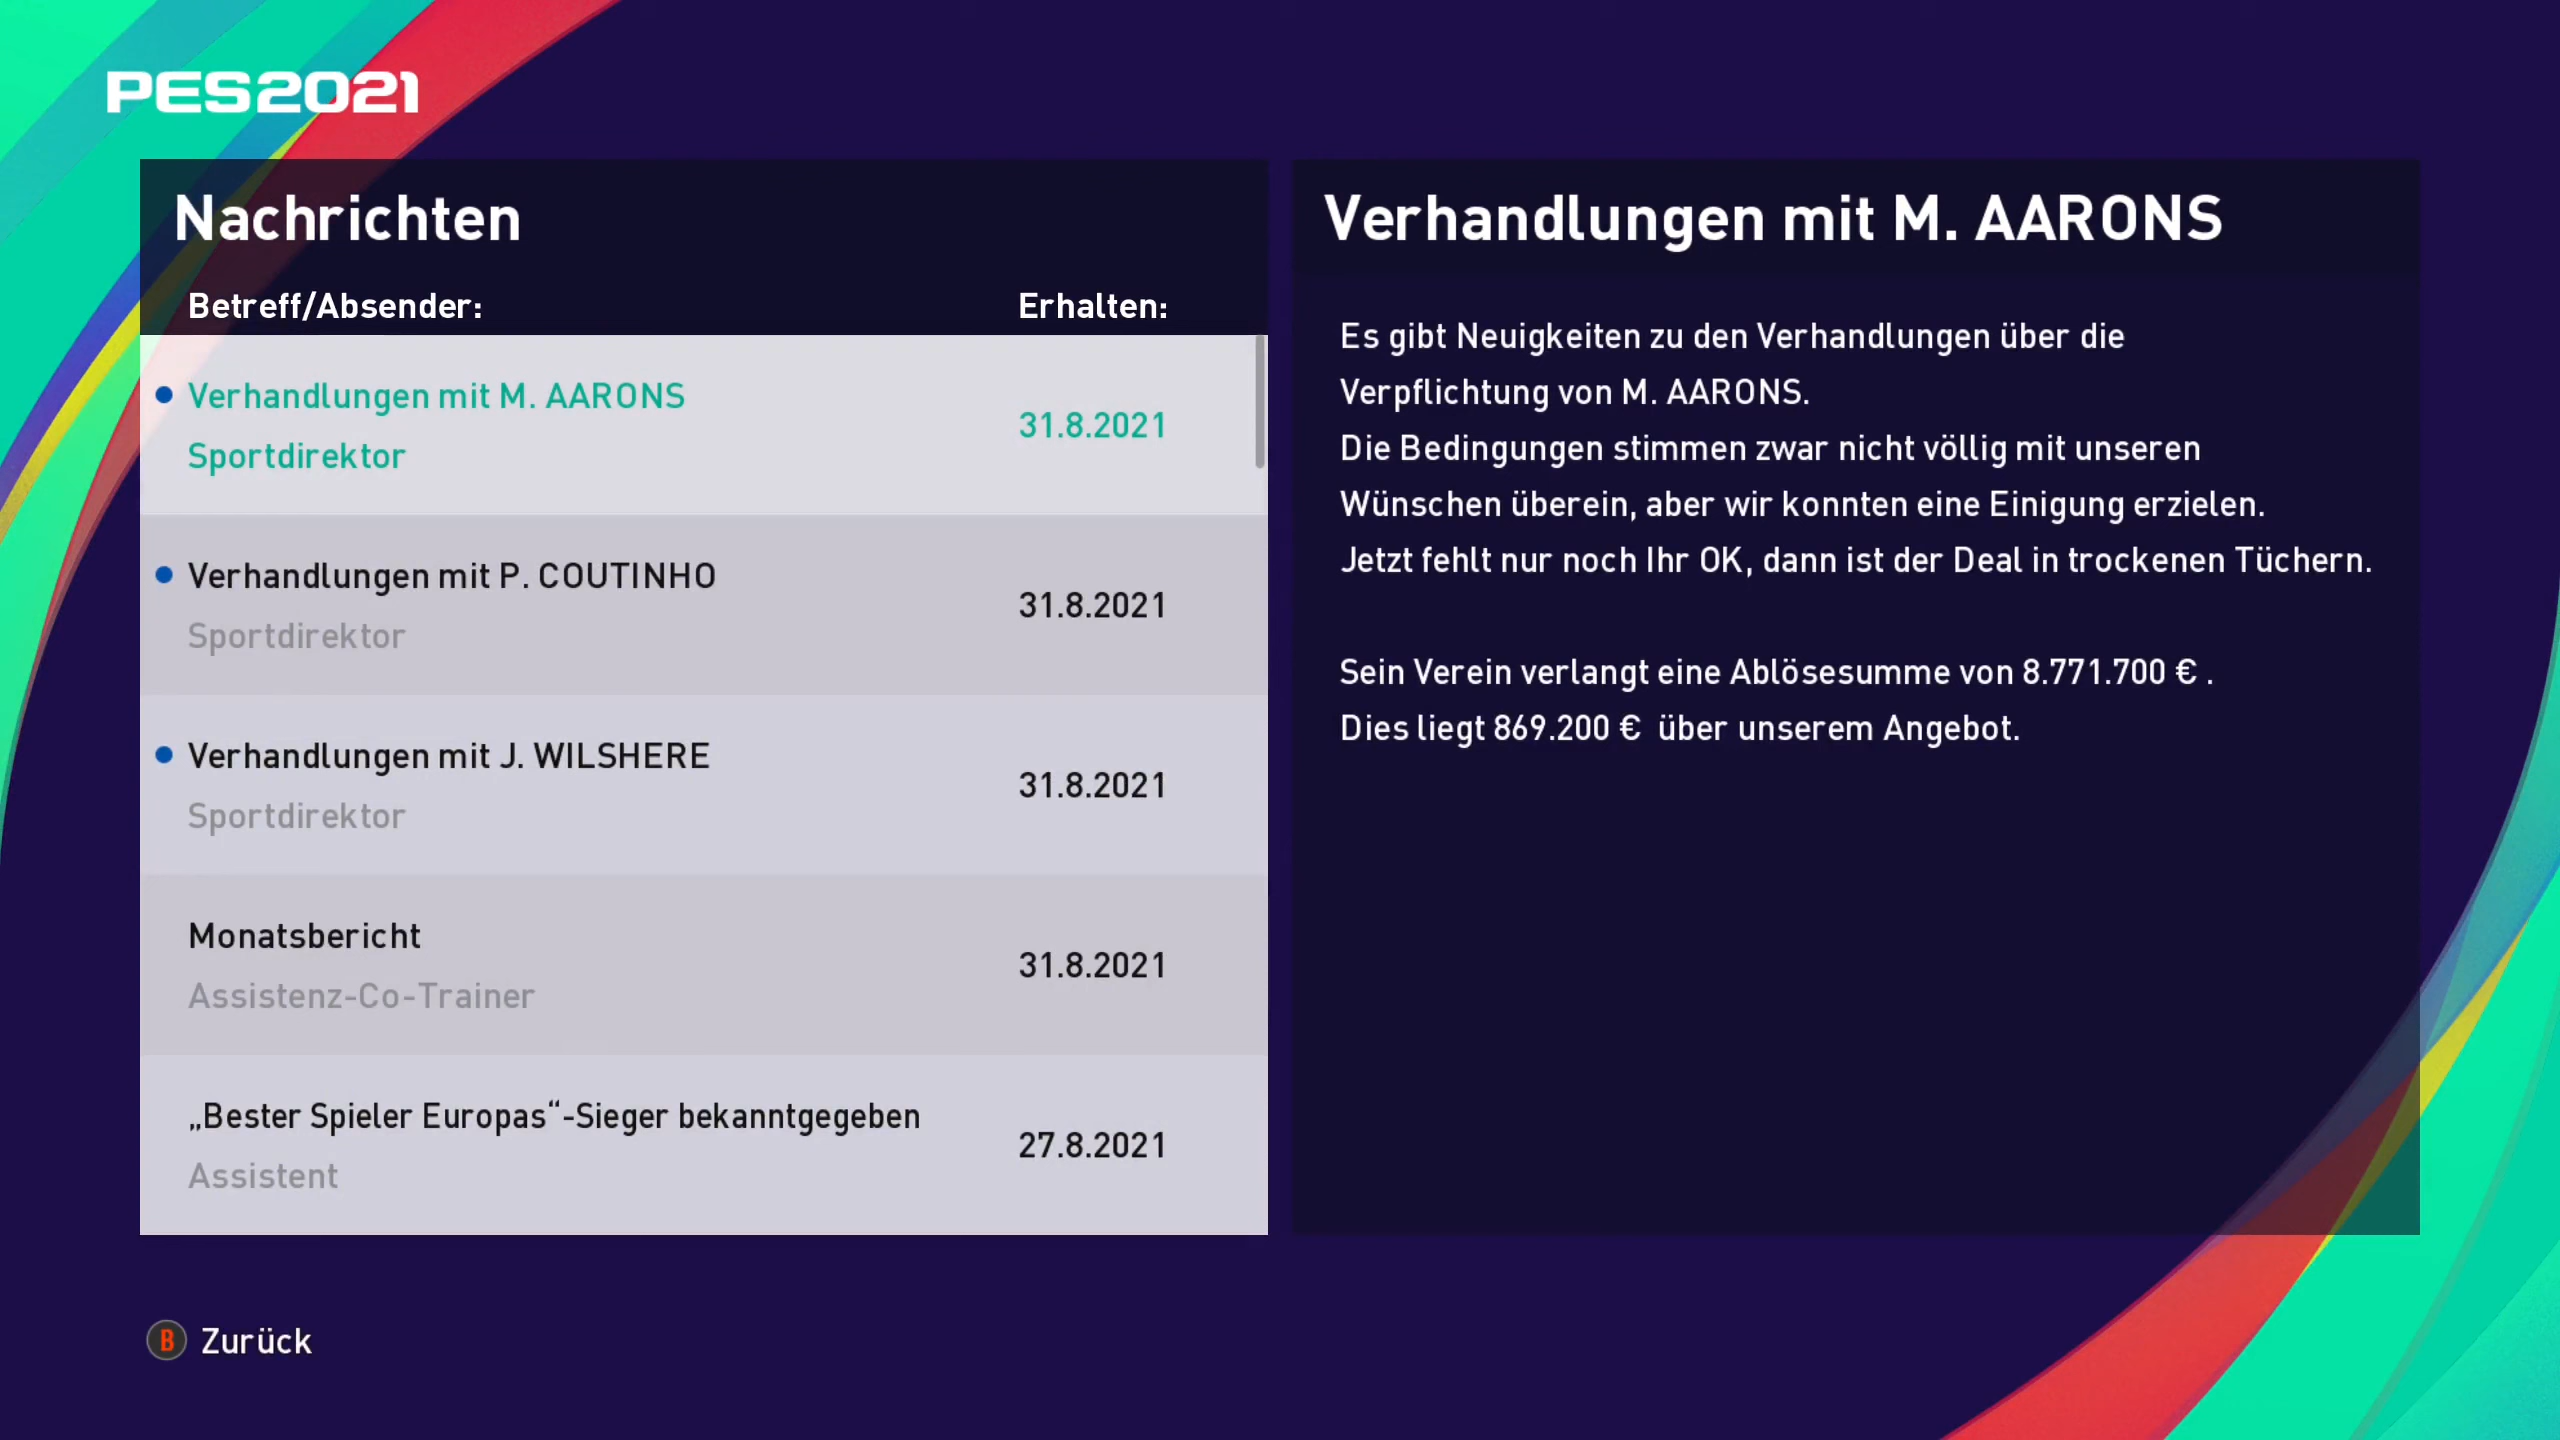 PES2021
Nachrichten
Betreff/Absender: Erhalten:
Verhandlungen mit M. AARONS
Sportdirektor
31.8.2021
Verhandlungen mit P. COUTINHO
Sportdirektor
31.8.2021
Verhandlungen mit J. WILSHERE
Sportdirektor
31.8.2021
Monatsbericht
Assistenz-Co-Trainer
31.8.2021
„Bester Spieler Europas“-Sieger bekanntgegeben
Assistent
27.8.2021
Verhandlungen mit M. AARONS
Es gibt Neuigkeiten zu den Verhandlungen über die
Verpflichtung von M. AARONS.
Die Bedingungen stimmen zwar nicht völlig mit unseren
Wünschen überein, aber wir konnten eine Einigung erzielen.
Jetzt fehlt nur noch Ihr OK, dann ist der Deal in trockenen Tüchern.
Sein Verein verlangt eine Ablösesumme von 8.771.700 € .
Dies liegt 869.200 €  über unserem Angebot.
B Zurück